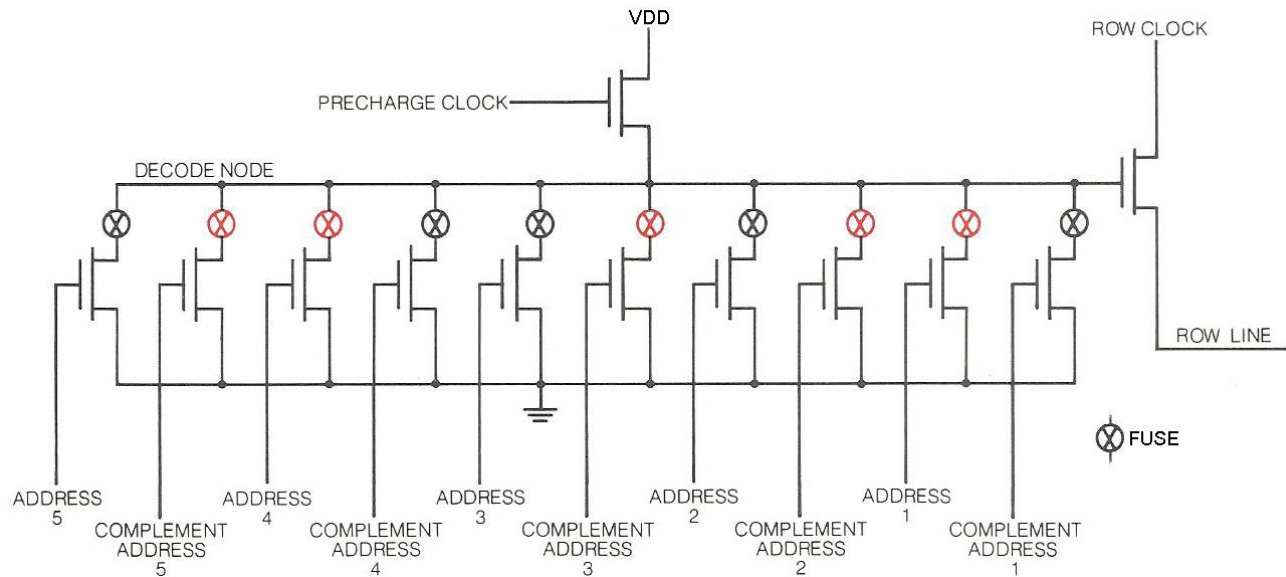 VDD
ROW CLOCK
PRECHARGE CLOCK
DECODE NODE
ROW LINE
FUSE
ADDRESS
5
COMPLEMENT
ADDRESS
5
ADDRESS
4
COMPLEMENT
ADDRESS
4
ADDRESS
3
COMPLEMENT
ADDRESS
3
ADDRESS
2
COMPLEMENT
ADDRESS
2
ADDRESS
1
COMPLEMENT
ADDRESS
1